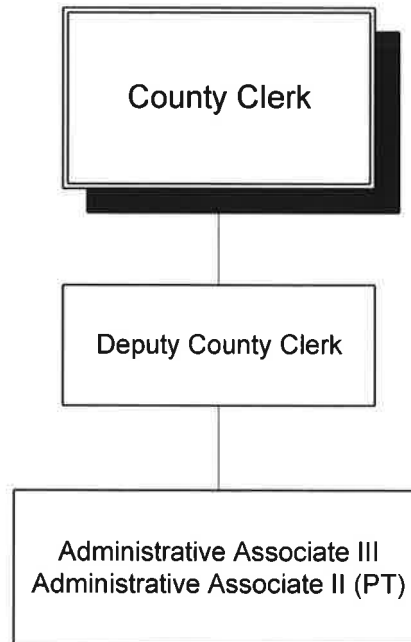 County Clerk
Deputy County Clerk
Administrative Associate III
Administrative Associate II (PT)